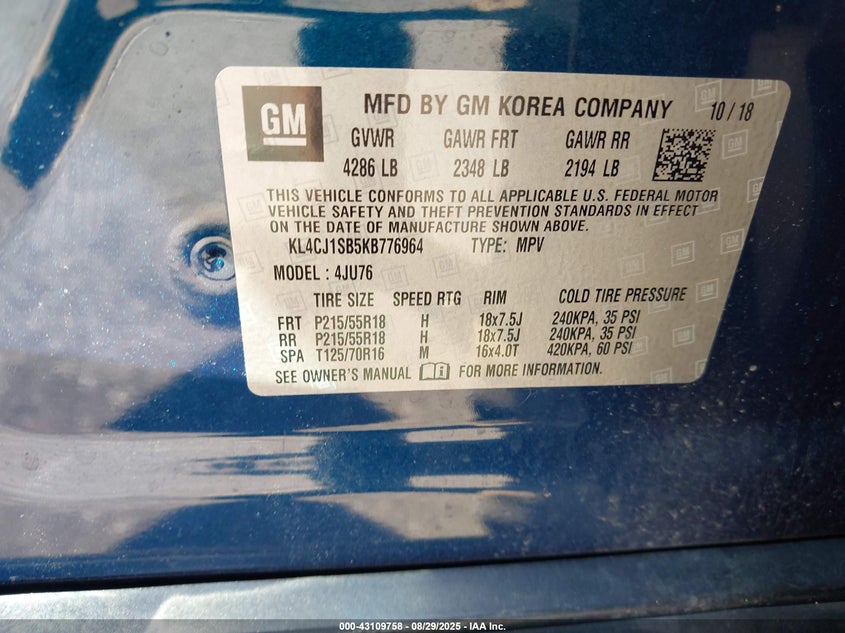 GM
MFD BY GM KOREA COMPANY 10 / 18
GVWR GAWR FRT GAWR RR
4286 LB 2348 LB 2194 LB
THIS VEHICLE CONFORMS TO ALL APPLICABLE U.S. FEDERAL MOTOR
VEHICLE SAFETY AND THEFT PREVENTION STANDARDS IN EFFECT
ON THE DATE OF MANUFACTURE SHOWN ABOVE.
KL4CJ1SB5KB776964 TYPE: MPV
MODEL : 4JU76
TIRE SIZE SPEED RTG RIM COLD TIRE PRESSURE
FRT P215/55R18 H 18x7.5J 240KPA, 35 PSI
RR P215/55R18 H 18x7.5J 240KPA, 35 PSI
SPA T125/70R16 M 16x4.0T 420KPA, 60 PSI
SEE OWNER'S MANUAL FOR MORE INFORMATION.
000-43109758 - 08/29/2025 - IAA Inc.